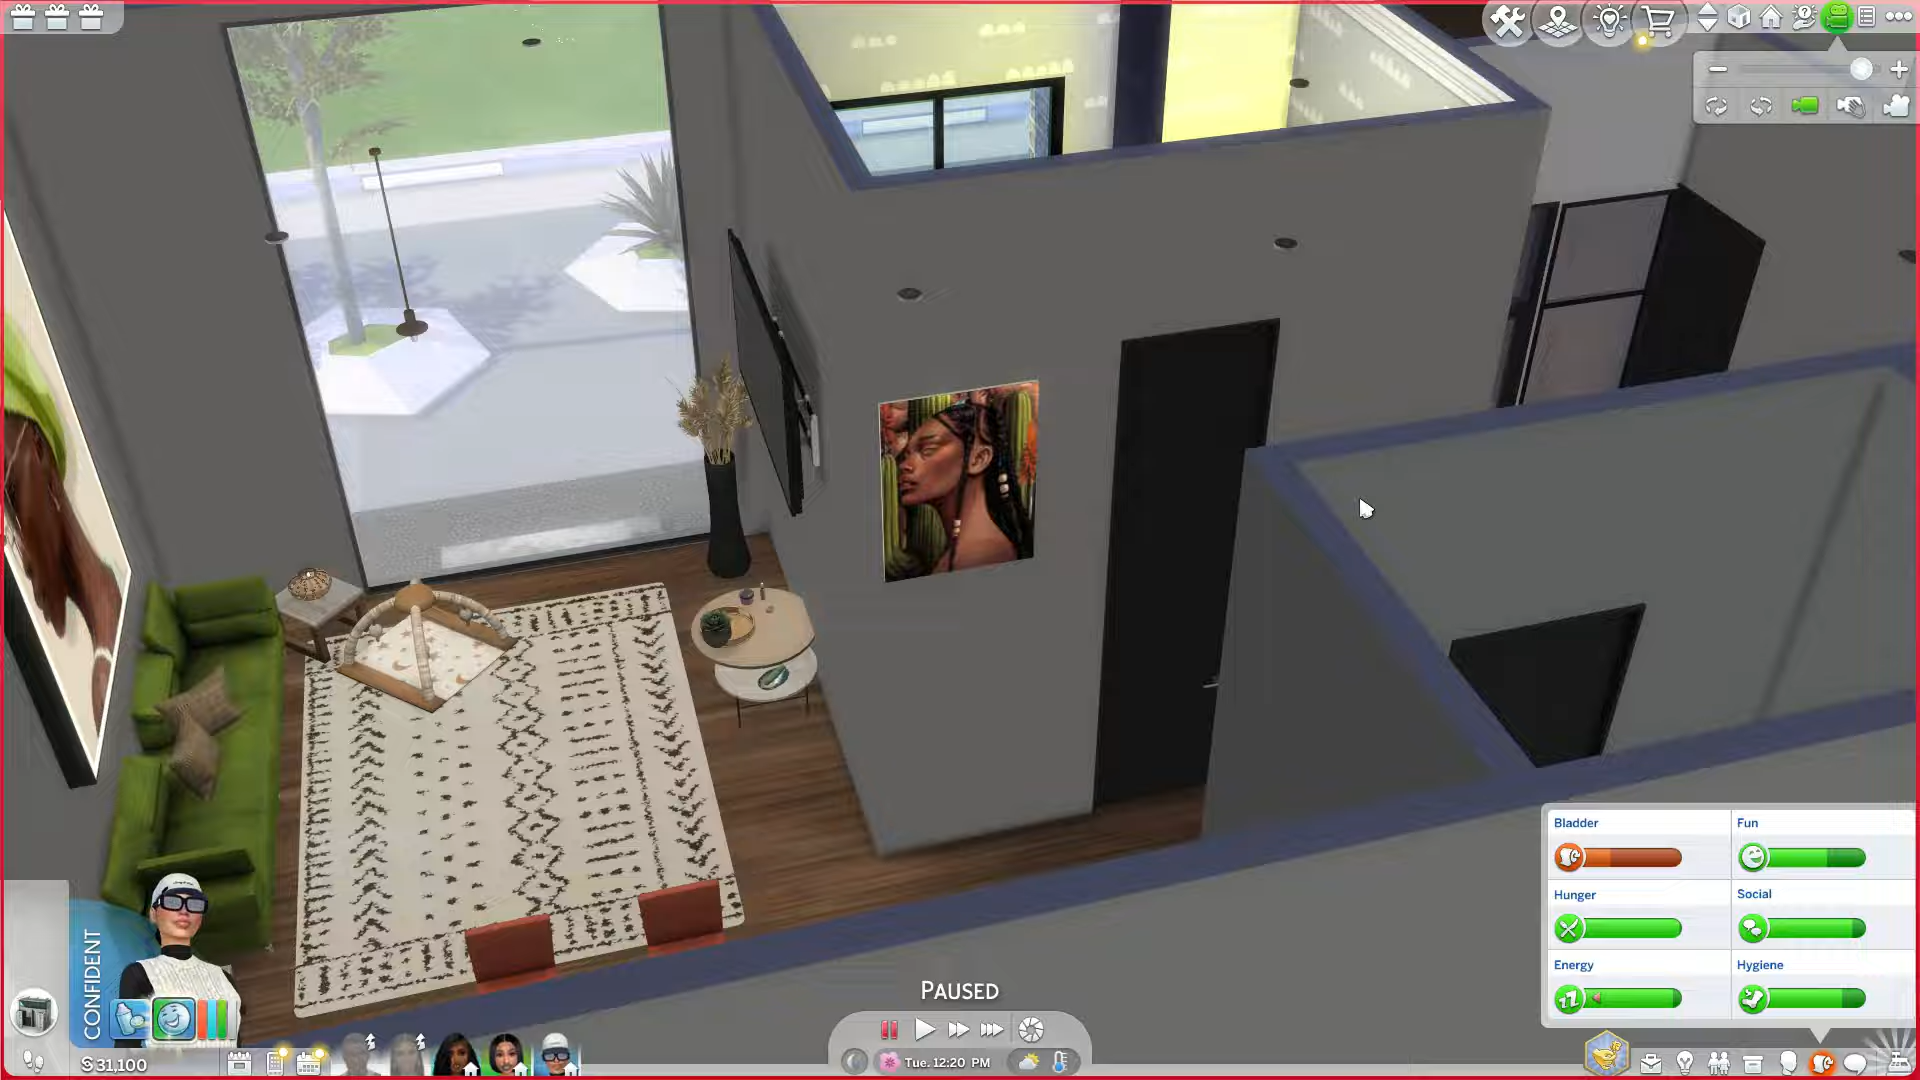 Bladder
Fun
Hunger
Social
Energy
Hygiene
CONFIDENT
PAUSED
§31,100
Tue. 12:20 PM